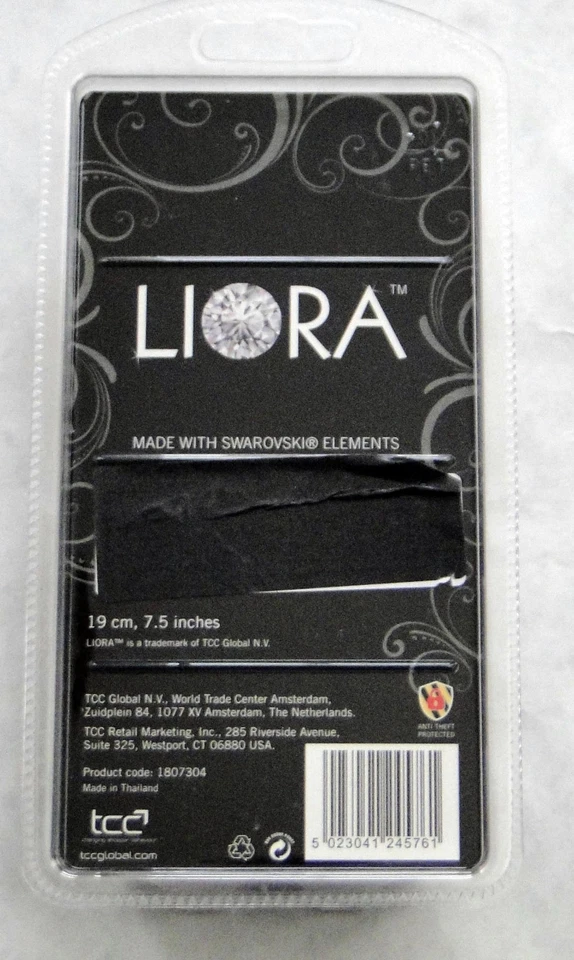 PET
LIORA™
MADE WITH SWAROVSKI® ELEMENTS
19 cm, 7.5 inches
LIORA™ is a trademark of TCC Global N.V.
TCC Global N.V., World Trade Center Amsterdam,
Zuidplein 84, 1077 XV Amsterdam, The Netherlands.
TCC Retail Marketing, Inc., 285 Riverside Avenue,
Suite 325, Westport, CT 06880 USA.
ANTI THEFT
PROTECTED
Product code: 1807304
Made in Thailand
tcc
tccglobal.com
5 023041 245761